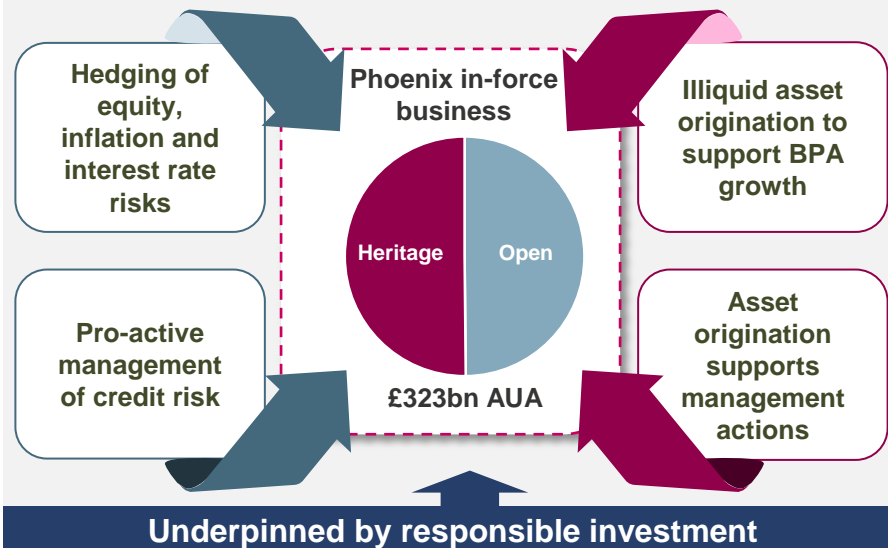 Hedging of
equity,
inflation and
interest rate
risks
Phoenix in-force
business
Illiquid asset
origination to
support BPA
growth
Heritage
Open
Pro-active
management
of credit risk
£323bn AUA
Asset
origination
supports
management
actions
Underpinned by responsible investment